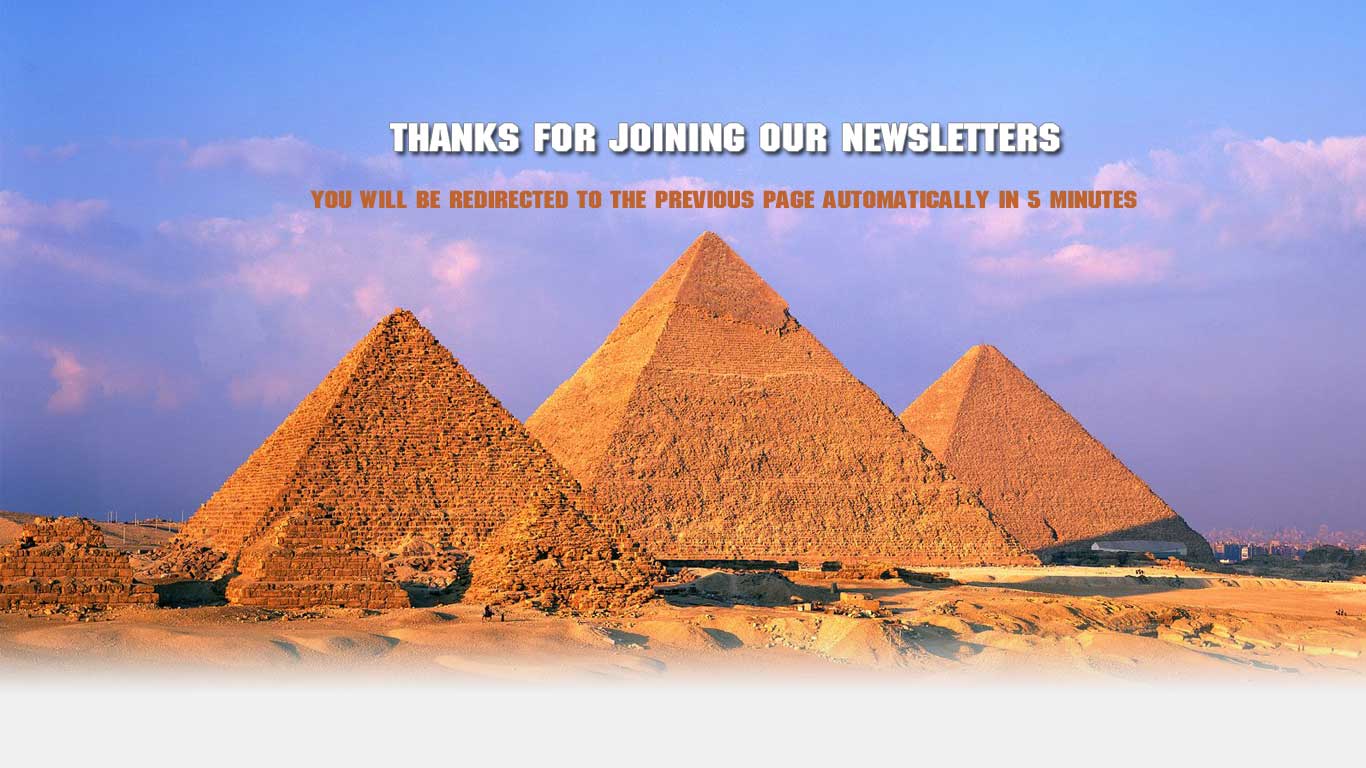 THANKS FOR JOINING OUR NEWSLETTERS
YOU WILL BE REDIRECTED TO THE PREVIOUS PAGE AUTOMATICALLY IN 5 MINUTES